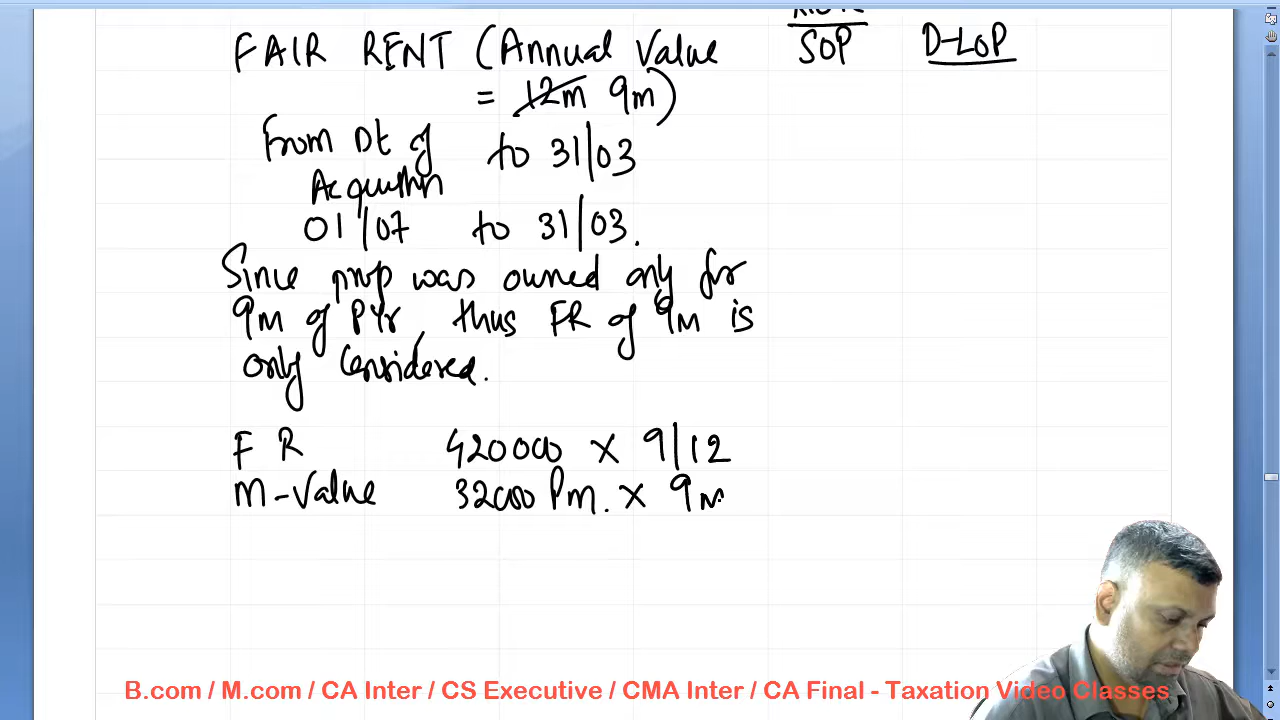 FAIR RENT (Annual Value SOP D-LOP
= 12m 9m)
From Dt of to 31/03
Acquisition
01/07 to 31/03.
Since prop was owned only for
9m of PYr, thus FR of 9m is
only Considered.
F R 420000 X 9/12
M-Value 32000 Pm. X 9m
B.com / M.com / CA Inter / CS Executive / CMA Inter / CA Final - Taxation Video Classes